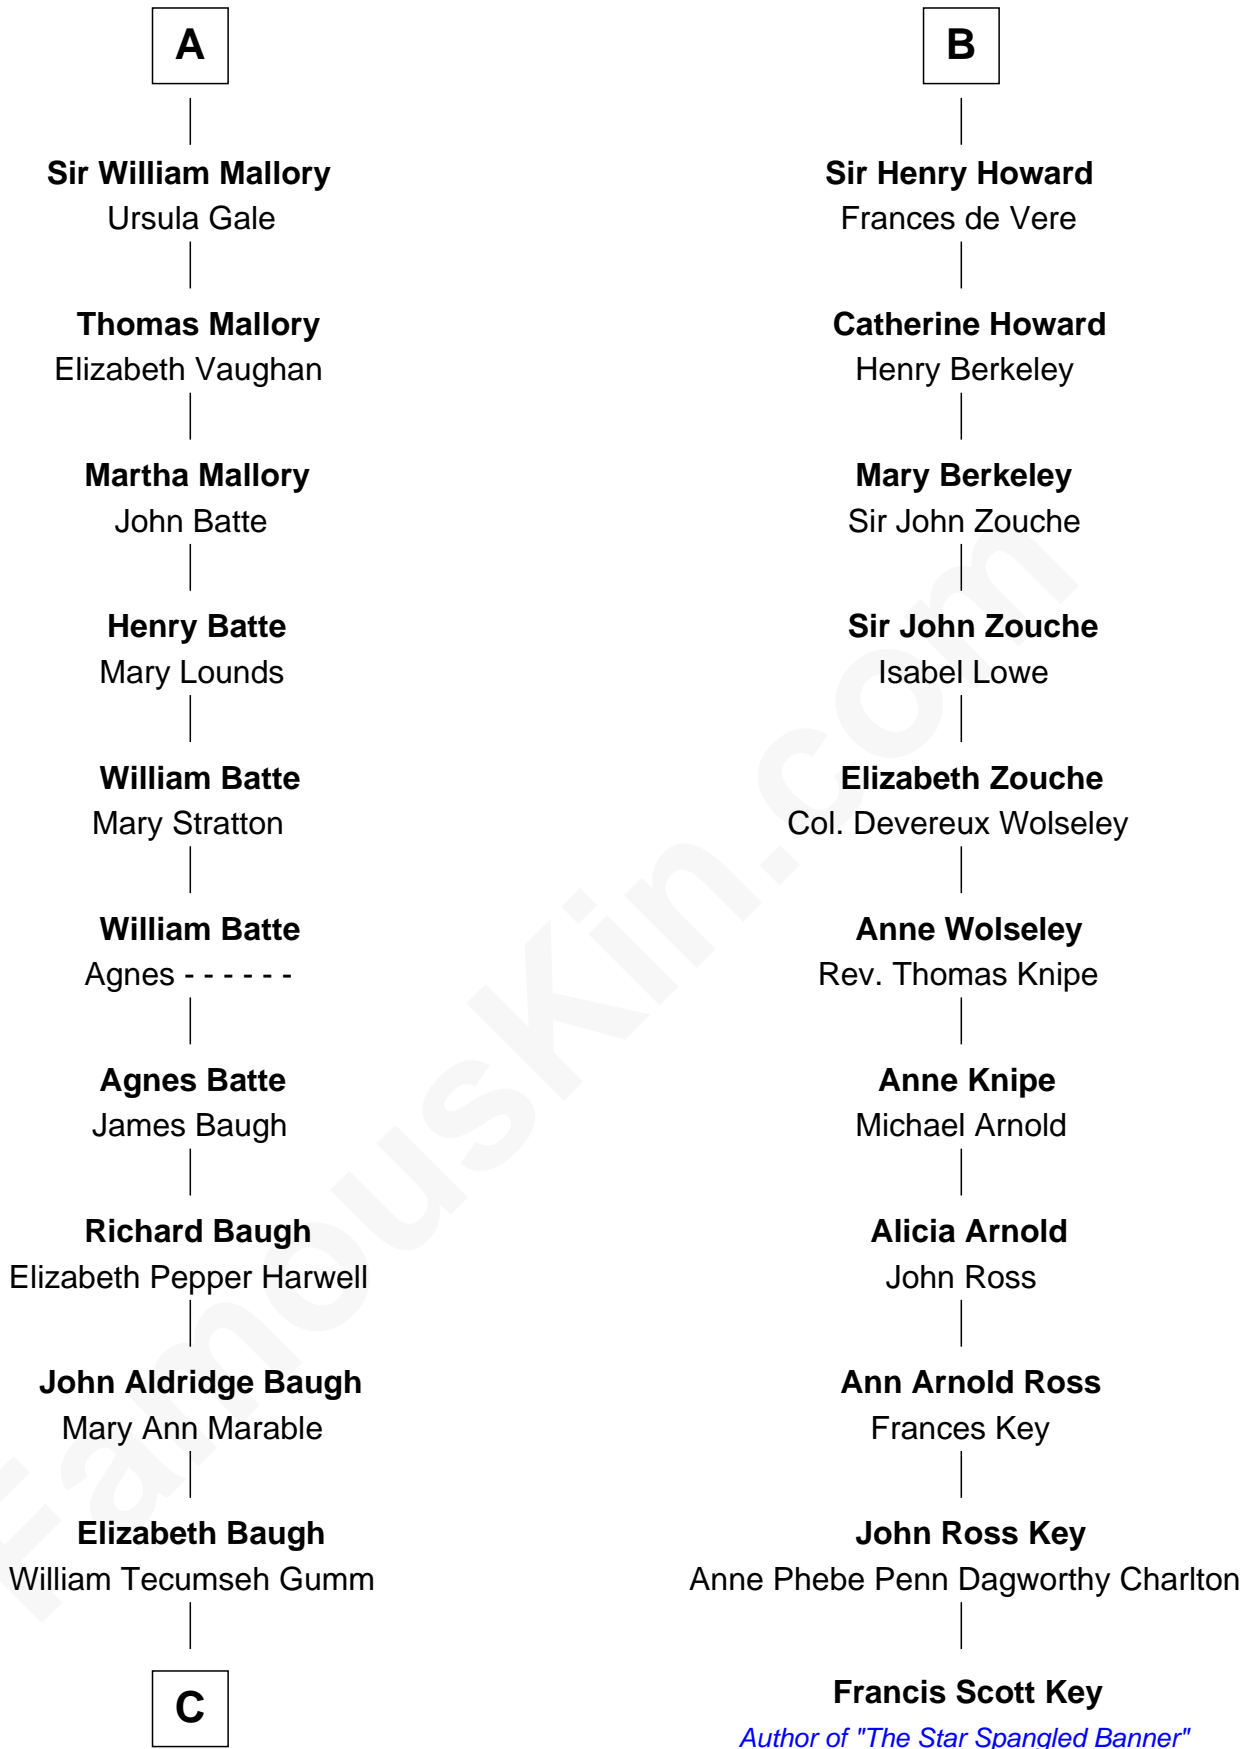 A
Sir William Mallory
Ursula Gale
Thomas Mallory
Elizabeth Vaughan
Martha Mallory
John Batte
Henry Batte
Mary Lounds
William Batte
Mary Stratton
William Batte
Agnes - - - - - -
Agnes Batte
James Baugh
Richard Baugh
Elizabeth Pepper Harwell
John Aldridge Baugh
Mary Ann Marable
Elizabeth Baugh
William Tecumseh Gumm
C
B
Sir Henry Howard
Frances de Vere
Catherine Howard
Henry Berkeley
Mary Berkeley
Sir John Zouche
Sir John Zouche
Isabel Lowe
Elizabeth Zouche
Col. Devereux Wolseley
Anne Wolseley
Rev. Thomas Knipe
Anne Knipe
Michael Arnold
Alicia Arnold
John Ross
Ann Arnold Ross
Frances Key
John Ross Key
Anne Phebe Penn Dagworthy Charlton
Francis Scott Key
Author of "The Star Spangled Banner"
FamousKin.com